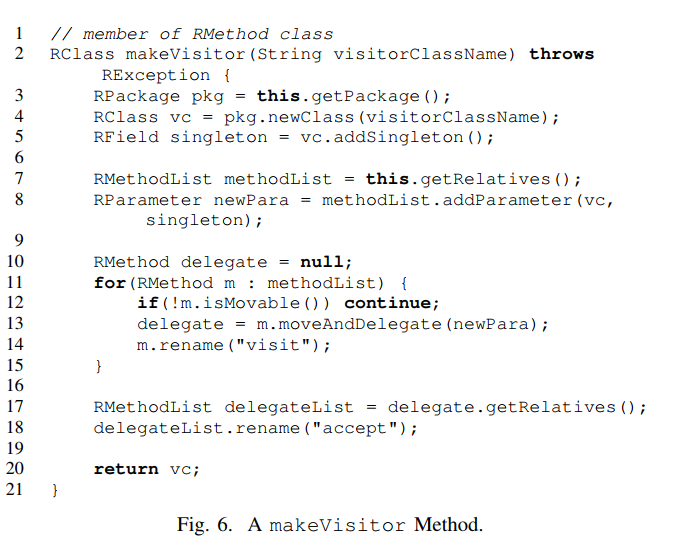 1 // member of RMethod class
2 RClass makeVisitor(String visitorClassName) throws
RException {
3 RPackage pkg = this.getPackage();
4 RClass vc = pkg.newClass(visitorClassName);
5 RField singleton = vc.addSingleton();
6
7 RMethodList methodList = this.getRelatives();
8 RParameter newPara = methodList.addParameter(vc,
singleton);
9
10 RMethod delegate = null;
11 for(RMethod m : methodList) {
12 if(!m.isMovable()) continue;
13 delegate = m.moveAndDelegate(newPara);
14 m.rename("visit");
15 }
16
17 RMethodList delegateList = delegate.getRelatives();
18 delegateList.rename("accept");
19
20 return vc;
21 }
Fig. 6. A makeVisitor Method.